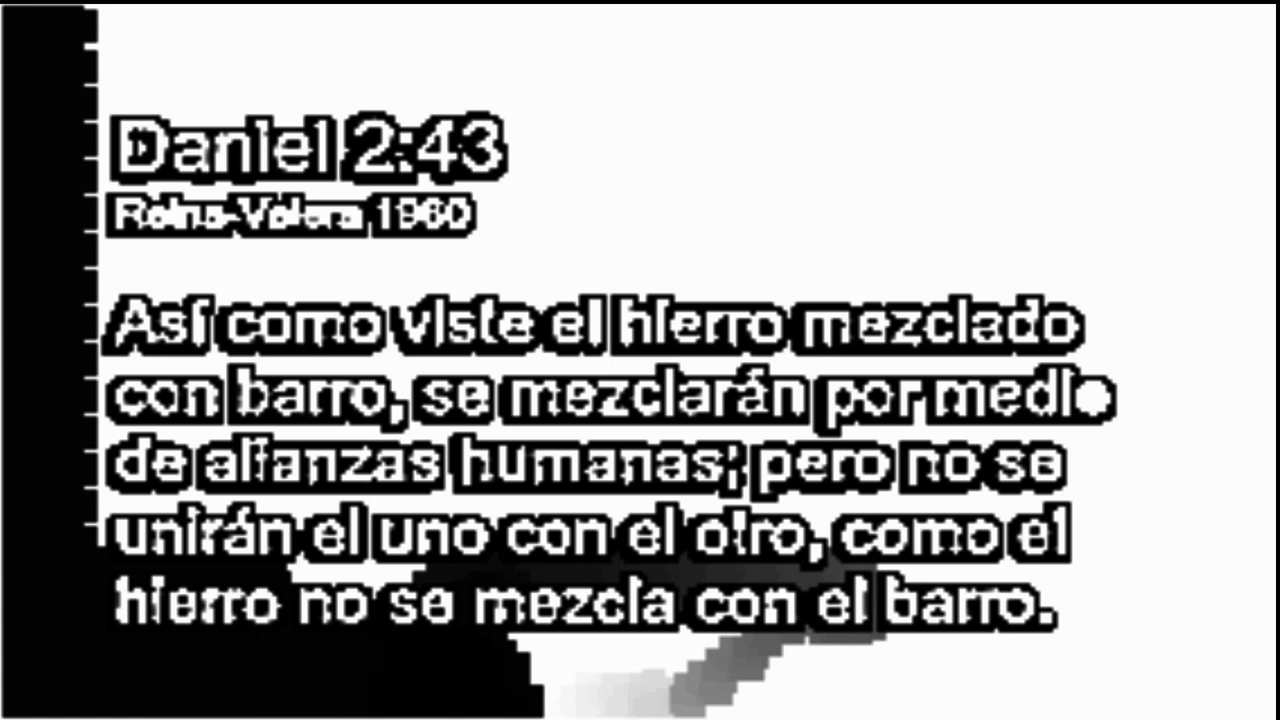 Daniel 2:43
Reina-Valera 1960
Así como viste el hierro mezclado
con barro, se mezclarán por medio
de alianzas humanas; pero no se
unirán el uno con el otro, como el
hierro no se mezcla con el barro.